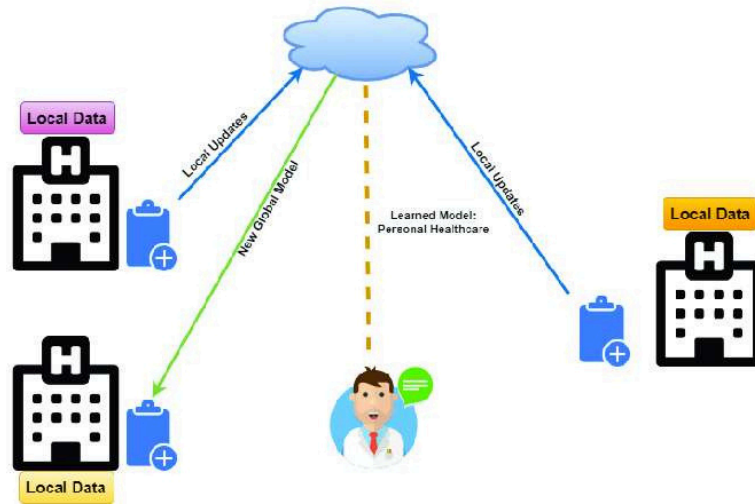 Local Data
H
Local Updates
New Global Model
Learned Model:
Personal Healthcare
Local Updates
Local Data
H
H
Local Data